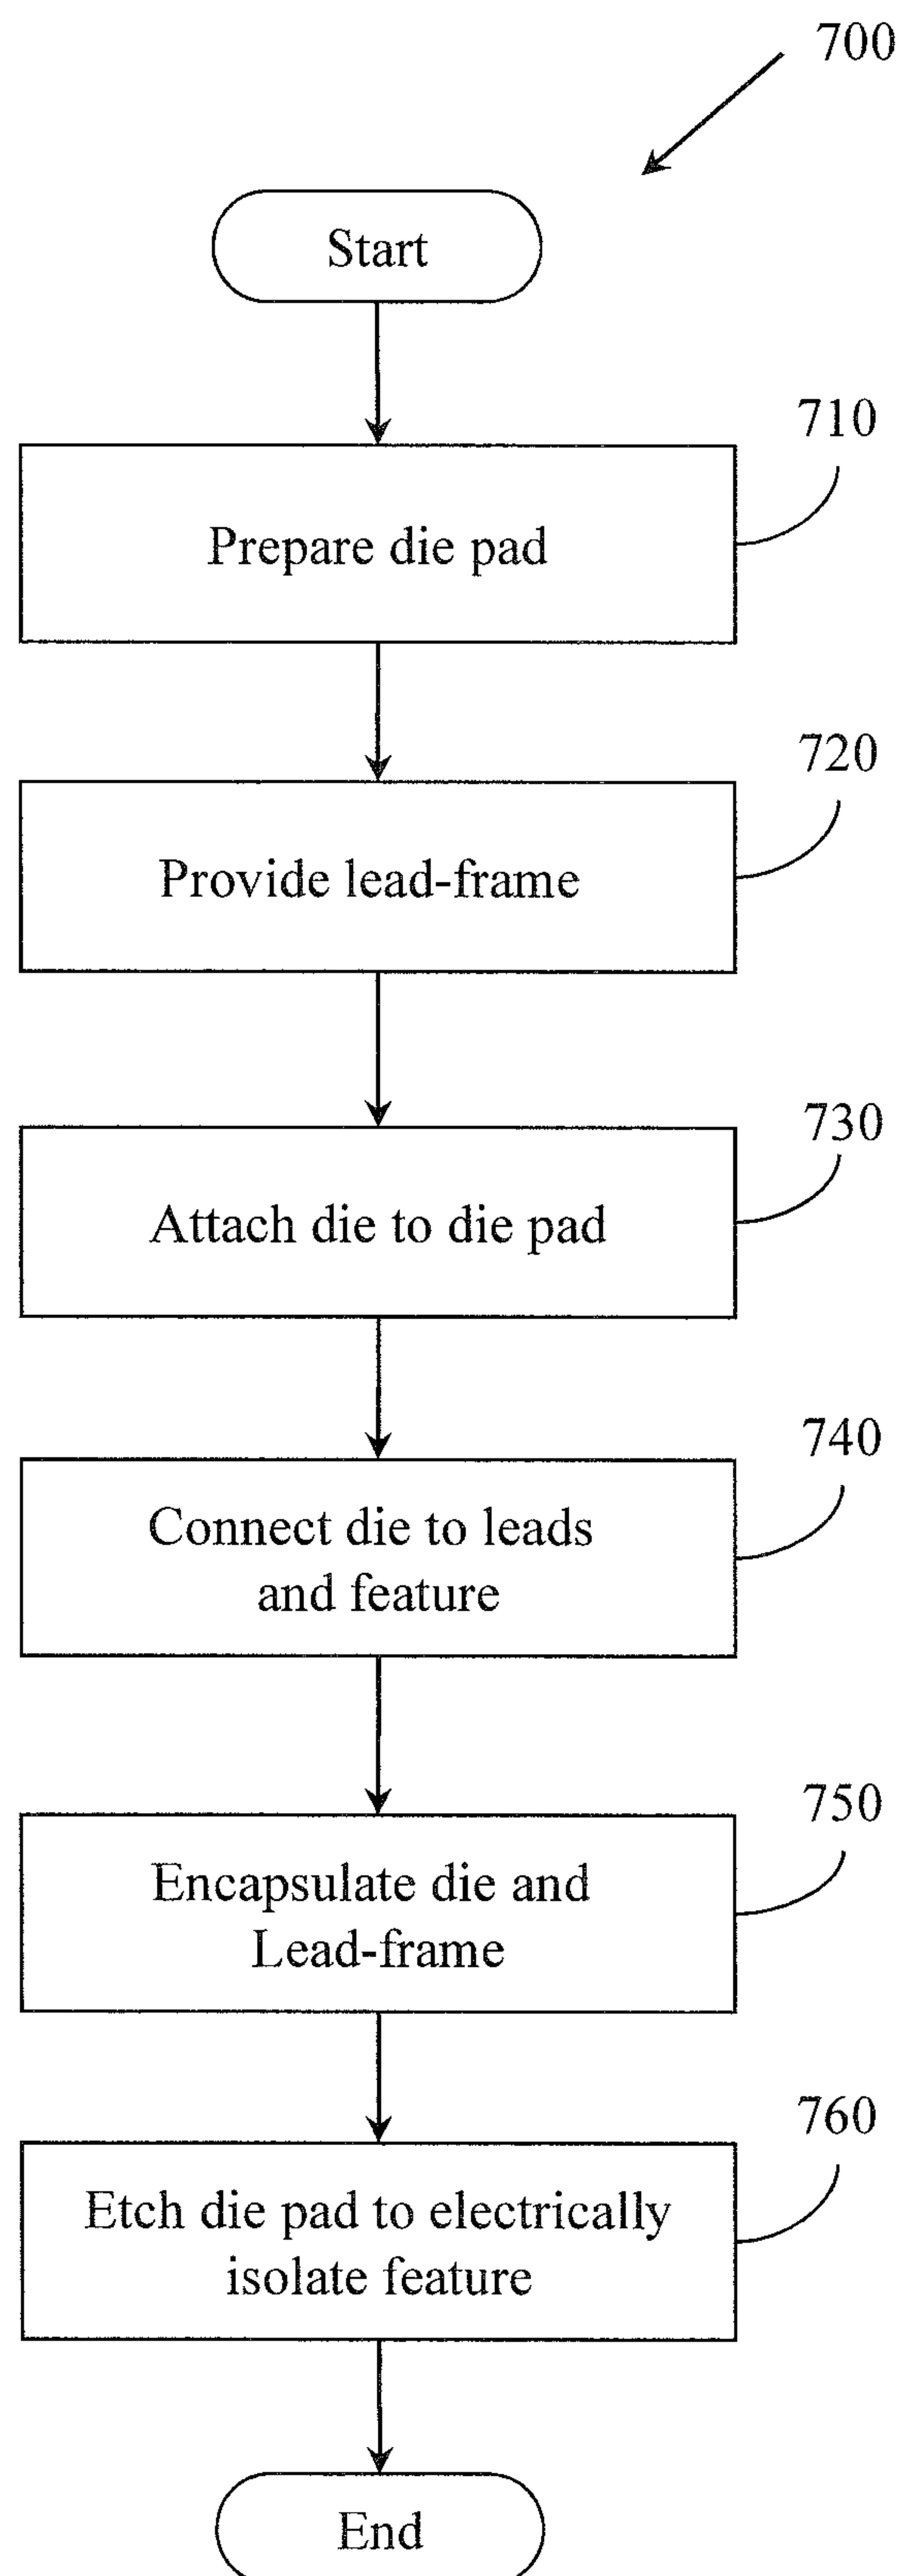 700
Start
710
Prepare die pad
720
Provide lead-frame
730
Attach die to die pad
740
Connect die to leads
and feature
750
Encapsulate die and
Lead-frame
760
Etch die pad to electrically
isolate feature
End